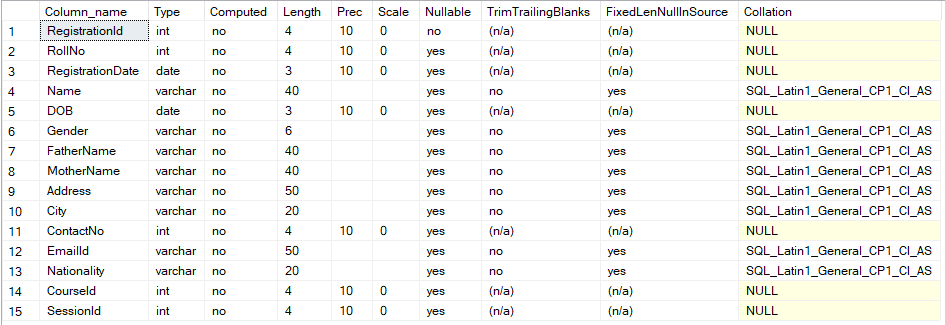 Column_name Type Computed Length Prec Scale Nullable TrimTrailingBlanks FixedLenNullInSource Collation
1 RegistrationId int no 4 10 0 no (n/a) (n/a) NULL
2 RollNo int no 4 10 0 yes (n/a) (n/a) NULL
3 RegistrationDate date no 3 10 0 yes (n/a) (n/a) NULL
4 Name varchar no 40 yes no yes SQL_Latin1_General_CP1_CI_AS
5 DOB date no 3 10 0 yes (n/a) (n/a) NULL
6 Gender varchar no 6 yes no yes SQL_Latin1_General_CP1_CI_AS
7 FatherName varchar no 40 yes no yes SQL_Latin1_General_CP1_CI_AS
8 MotherName varchar no 40 yes no yes SQL_Latin1_General_CP1_CI_AS
9 Address varchar no 50 yes no yes SQL_Latin1_General_CP1_CI_AS
10 City varchar no 20 yes no yes SQL_Latin1_General_CP1_CI_AS
11 ContactNo int no 4 10 0 yes (n/a) (n/a) NULL
12 EmailId varchar no 50 yes no yes SQL_Latin1_General_CP1_CI_AS
13 Nationality varchar no 20 yes no yes SQL_Latin1_General_CP1_CI_AS
14 CourseId int no 4 10 0 yes (n/a) (n/a) NULL
15 SessionId int no 4 10 0 yes (n/a) (n/a) NULL